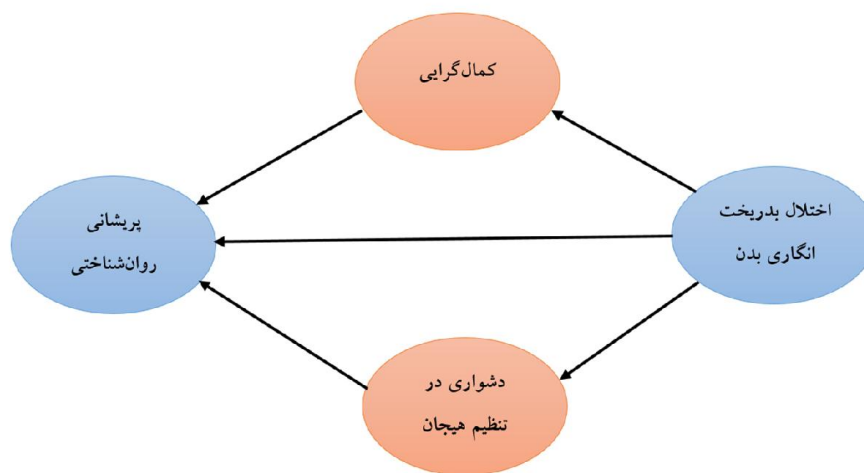 کمال‌گرایی
اختلال بدریخت
انگاری بدن
پریشانی
روان‌شناختی
دشواری در
تنظیم هیجان